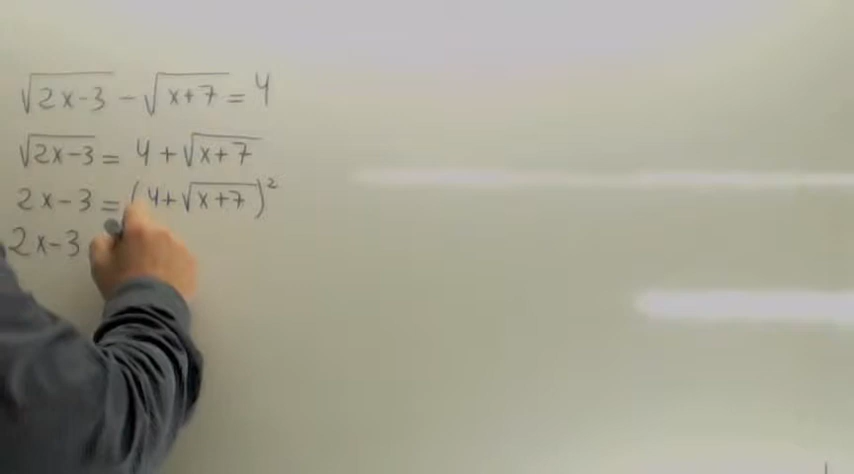 √(2x-3) - √(x+7) = 4
√(2x-3) = 4 + √(x+7)
2x-3 = (4+√(x+7))²
2x-3